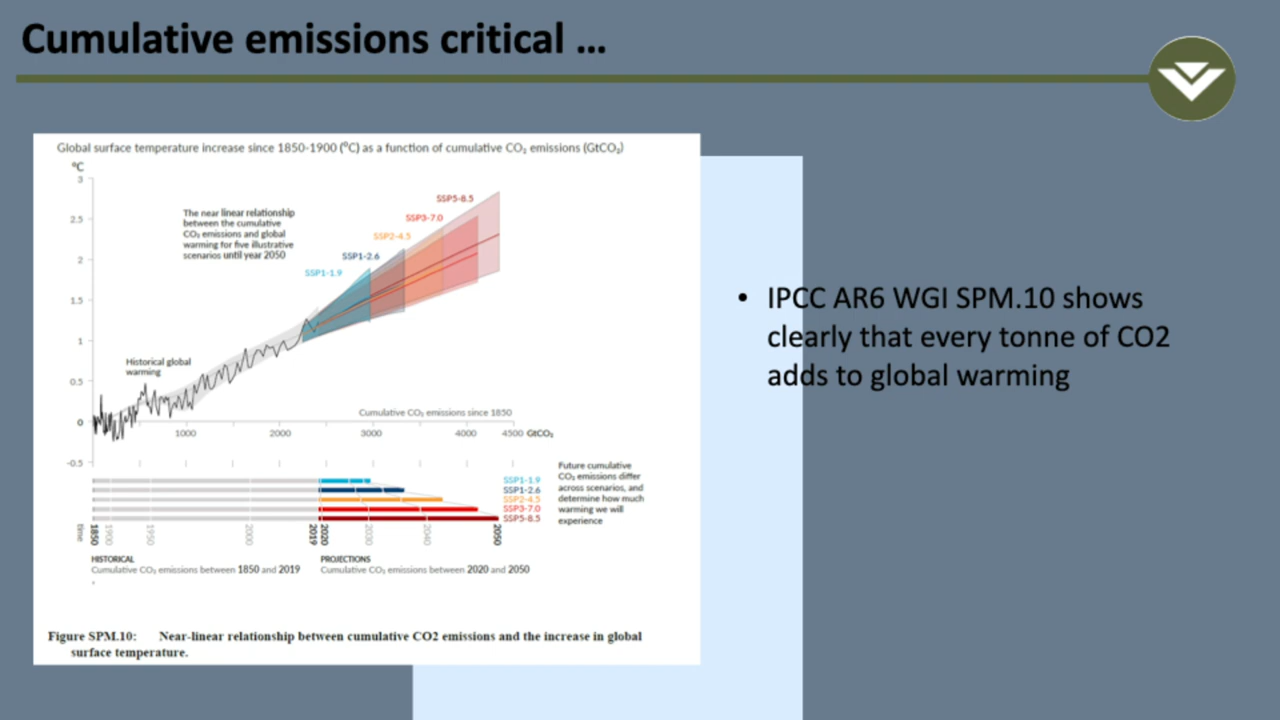 Cumulative emissions critical ...
Global surface temperature increase since 1850-1900 (°C) as a function of cumulative CO₂ emissions (GtCO₂)
°C
3
2.5
2
1.5
1
0.5
0
-0.5
The near linear relationship
between the cumulative
CO₂ emissions and global
warming for five illustrative
scenarios until year 2050
SSP5-8.5
SSP3-7.0
SSP2-4.5
SSP1-2.6
SSP1-1.9
Historical global
warming
Cumulative CO₂ emissions since 1850
1000 2000 3000 4000 4500 GtCO₂
SSP1-1.9
SSP1-2.6
SSP2-4.5
SSP3-7.0
SSP5-8.5
Future cumulative
CO₂ emissions differ
across scenarios, and
determine how much
warming we will
experience
time 1850 1900 1950 2000 2019 2020 2030 2040 2050
HISTORICAL
Cumulative CO₂ emissions between 1850 and 2019
PROJECTIONS
Cumulative CO₂ emissions between 2020 and 2050
Figure SPM.10: Near-linear relationship between cumulative CO2 emissions and the increase in global
surface temperature.
• IPCC AR6 WGI SPM.10 shows
clearly that every tonne of CO2
adds to global warming